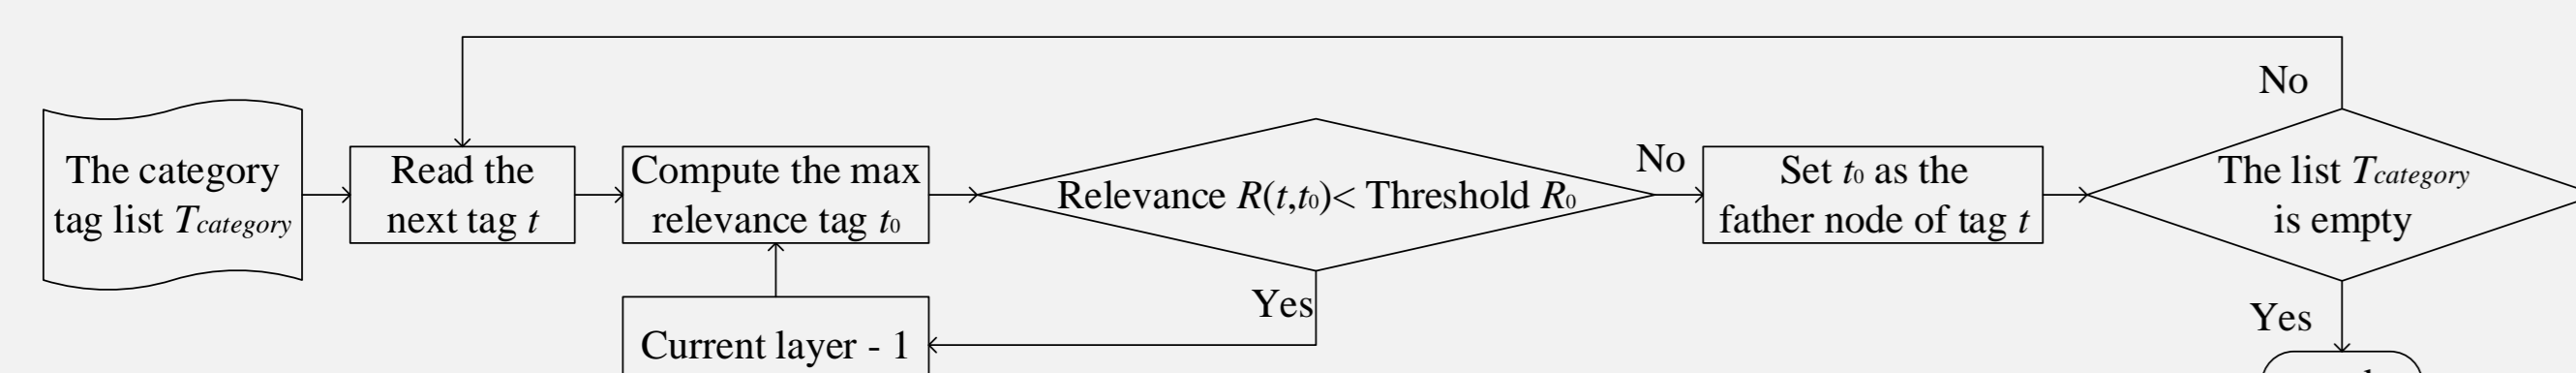 No
The category
tag list Tcategory
Read the
next tag t
Compute the max
relevance tag t0
Relevance R(t,t0)< Threshold R0
No
Set t0 as the
father node of tag t
The list Tcategory
is empty
Yes
Current layer - 1
Yes